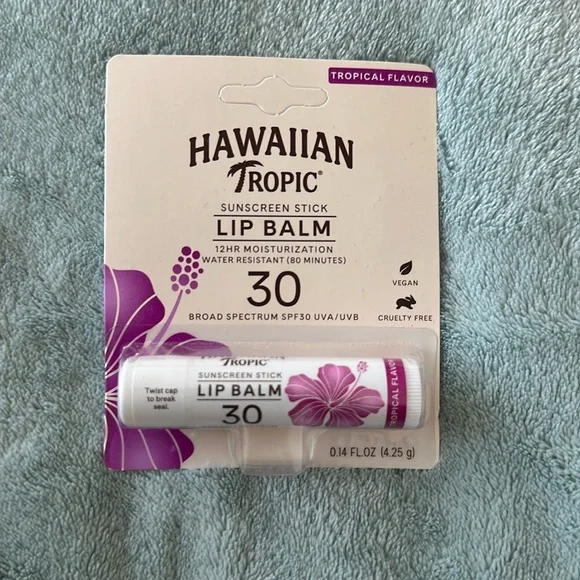 TROPICAL FLAVOR
HAWAIIAN
TROPIC®
SUNSCREEN STICK
LIP BALM
12HR MOISTURIZATION
WATER RESISTANT (80 MINUTES)
30
BROAD SPECTRUM SPF30 UVA/UVB
VEGAN
CRUELTY FREE
HAWAIIAN
TROPIC®
SUNSCREEN STICK
LIP BALM
30
Twist cap
to break
seal.
TROPICAL FLAVOR
0.14 FL.OZ (4.25 g)